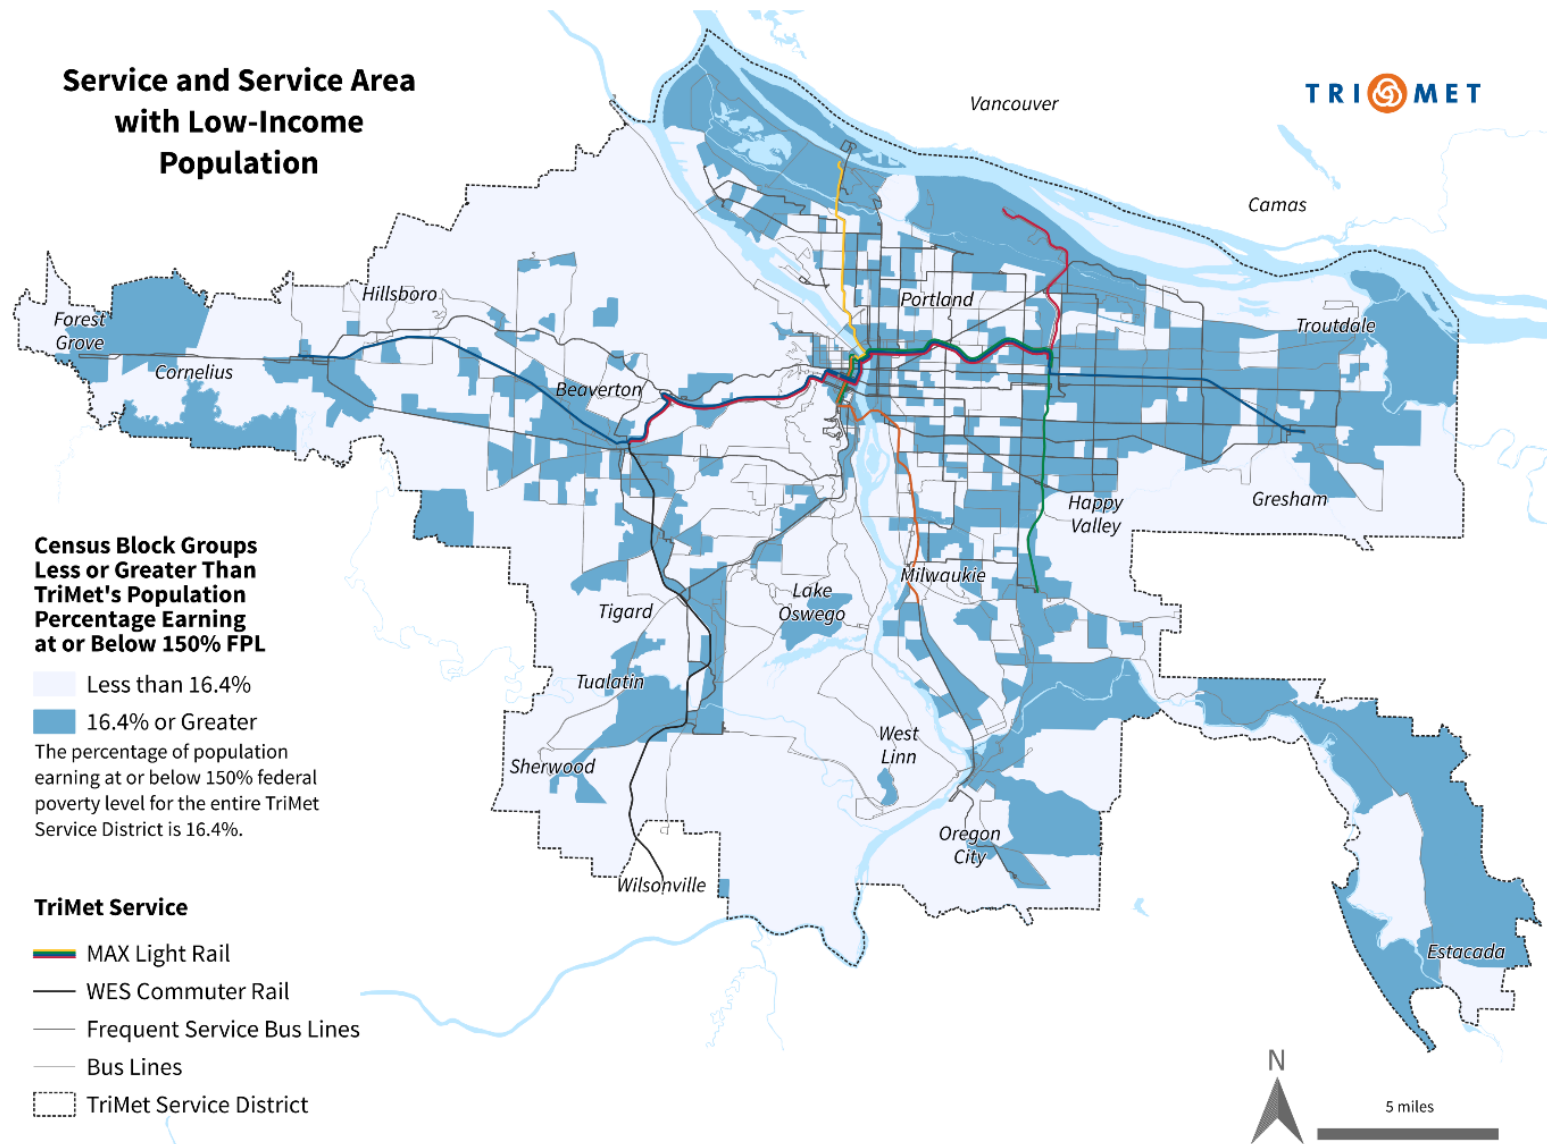 Service and Service Area
with Low-Income
Population
TRI MET
Vancouver
Camas
Hillsboro
Portland
Troutdale
Forest
Grove
Cornelius
Beaverton
Gresham
Happy
Valley
Milwaukie
Lake
Oswego
Tigard
Tualatin
West
Linn
Sherwood
Oregon
City
Wilsonville
Estacada
Census Block Groups
Less or Greater Than
TriMet's Population
Percentage Earning
at or Below 150% FPL
Less than 16.4%
16.4% or Greater
The percentage of population
earning at or below 150% federal
poverty level for the entire TriMet
Service District is 16.4%.
TriMet Service
MAX Light Rail
WES Commuter Rail
Frequent Service Bus Lines
Bus Lines
TriMet Service District
N
5 miles